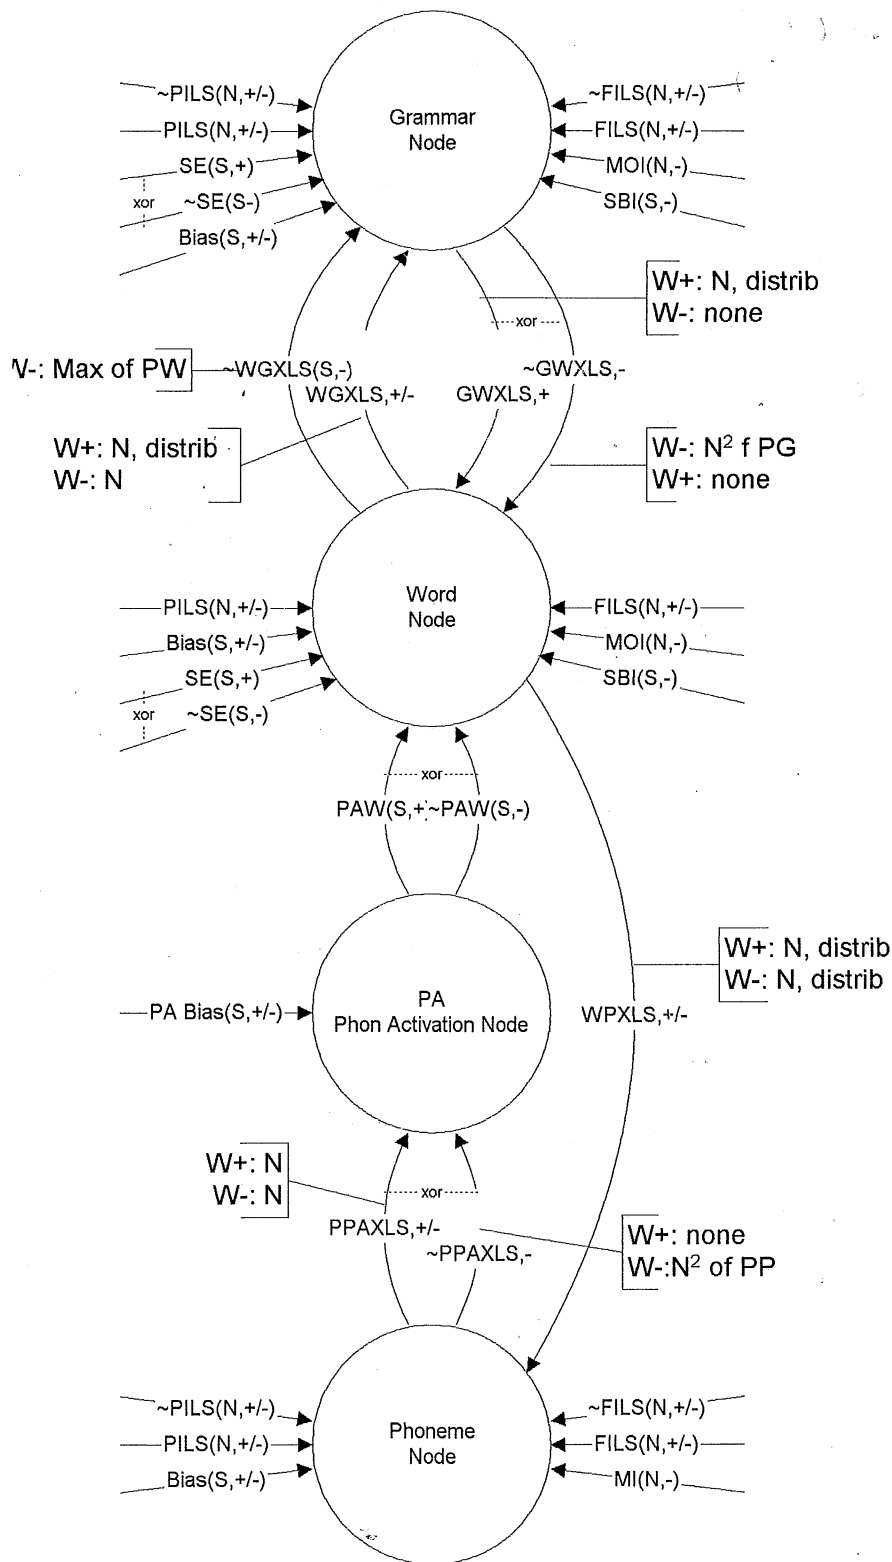 Grammar
Node
~PILS(N,+/-)
PILS(N,+/-)
SE(S,+)
xor
~SE(S-)
Bias(S,+/-)
~FILS(N,+/-)
FILS(N,+/-)
MOI(N,-)
SBI(S,-)
W+: N, distrib
W-: none
xor
W-: Max of PW
~WGXLS(S,-)
WGXLS,+/-
GWXLS,+
~GWXLS,-
W+: N, distrib
W-: N
W-: N² f PG
W+: none
Word
Node
PILS(N,+/-)
Bias(S,+/-)
SE(S,+)
xor
~SE(S,-)
FILS(N,+/-)
MOI(N,-)
SBI(S,-)
xor
PAW(S,+
~PAW(S,-)
W+: N, distrib
W-: N, distrib
PA
Phon Activation Node
PA Bias(S,+/-)
WPXLS,+/-
W+: N
W-: N
xor
PPAXLS,+/-
~PPAXLS,-
W+: none
W-:N² of PP
Phoneme
Node
~PILS(N,+/-)
PILS(N,+/-)
Bias(S,+/-)
~FILS(N,+/-)
FILS(N,+/-)
MI(N,-)